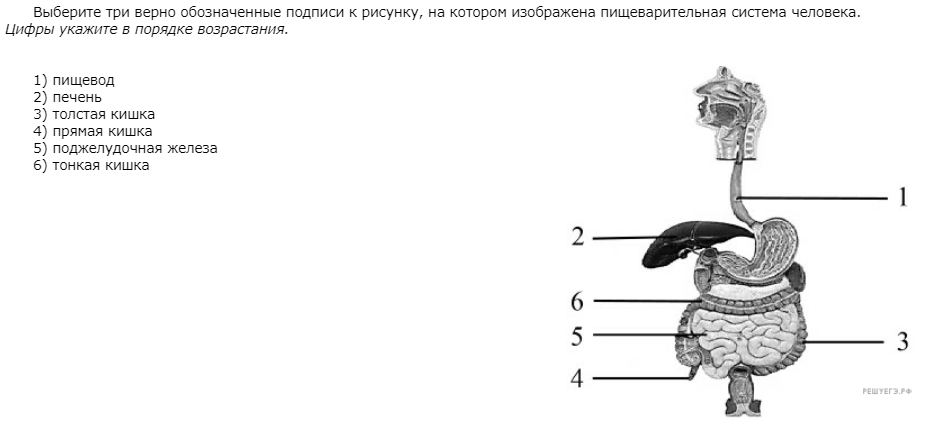 Выберите три верно обозначенные подписи к рисунку, на котором изображена пищеварительная система человека.
Цифры укажите в порядке возрастания.
1) пищевод
2) печень
3) толстая кишка
4) прямая кишка
5) поджелудочная железа
6) тонкая кишка
1
2
6
5
3
4
РЕШУЕГЭ.РФ